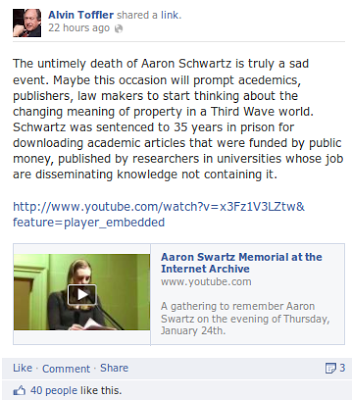 Alvin Toffler shared a link.
22 hours ago
The untimely death of Aaron Schwartz is truly a sad
event. Maybe this occasion will prompt acedemics,
publishers, law makers to start thinking about the
changing meaning of property in a Third Wave world.
Schwartz was sentenced to 35 years in prison for
downloading academic articles that were funded by public
money, published by researchers in universities whose job
are disseminating knowledge not containing it.
http://www.youtube.com/watch?v=x3Fz1V3LZtw&
feature=player_embedded
Aaron Swartz Memorial at the
Internet Archive
www.youtube.com
A gathering to remember Aaron
Swartz on the evening of Thursday,
January 24th.
Like · Comment · Share 3
40 people like this.